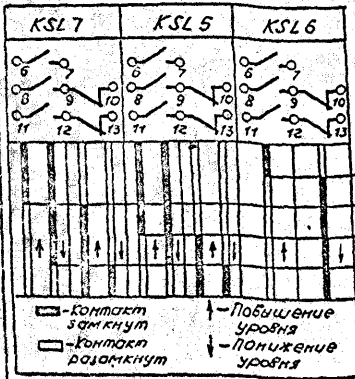 KSL 7 KSL 5 KSL 6
6 7 6 7 6 7
8 9 10 8 9 10 8 9 10
11 12 13 11 12 13 11 12 13
-Контакт замкнут
-Контакт разомкнут
-Повышение уровня
-Понижение уровня